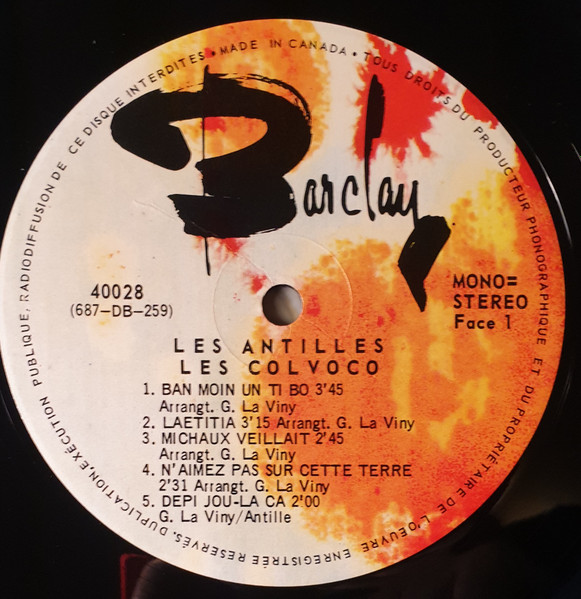 TOUS DROITS DU PRODUCTEUR PHONOGRAPHIQUE ET DU PROPRIÉTAIRE DE L'OEUVRE ENREGISTRÉE RESERVÉS, DUPLICATION, EXÉCUTION PUBLIQUE, RADIODIFFUSION DE CE DISQUE INTERDITES • MADE IN CANADA •
Barclay
40028
(687-DB-259)
MONO=
STEREO
Face 1
LES ANTILLES
LES COLVOCO
1. BAN MOIN UN TI BO 3'45
Arrangt. G. La Viny
2. LAETITIA 3'15 Arrangt. G. La Viny
3. MICHAUX VEILLAIT 2'45
Arrangt. G. La Viny
4. N'AIMEZ PAS SUR CETTE TERRE
2'31 Arrangt. G. La Viny
5. DEPI JOU-LA CA 2'00
G. La Viny/Antille